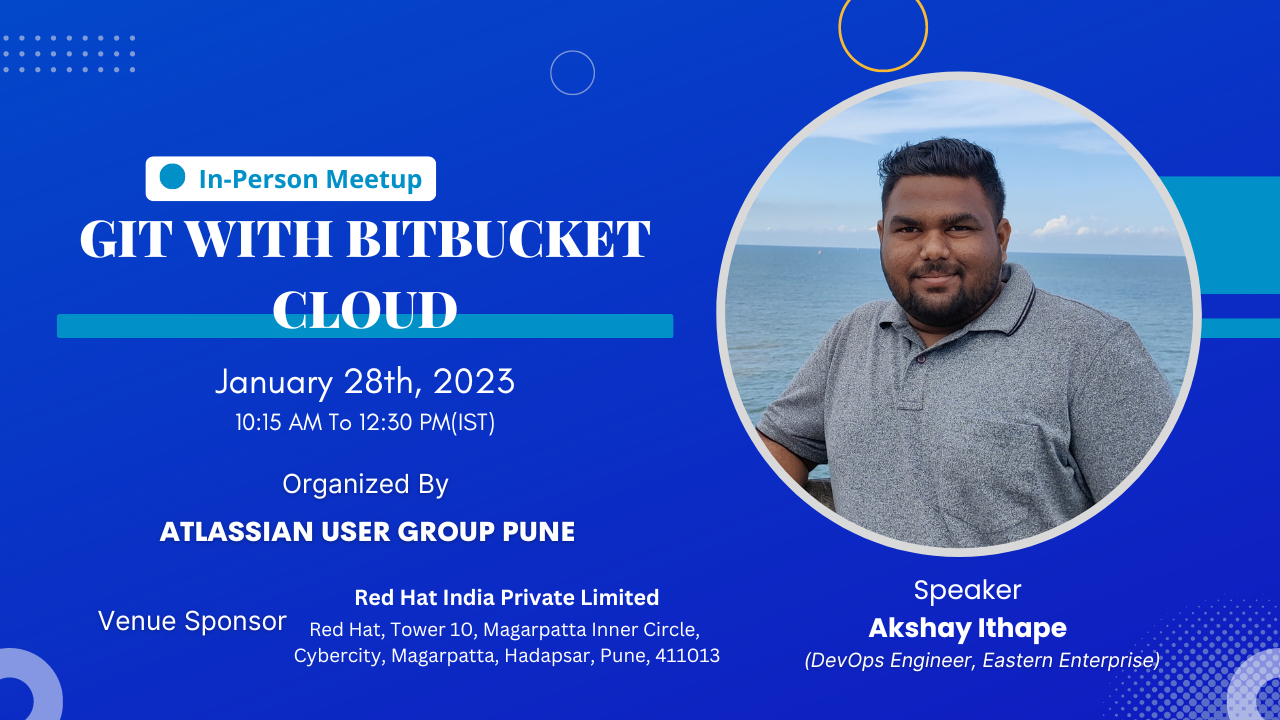 In-Person Meetup
GIT WITH BITBUCKET
CLOUD
January 28th, 2023
10:15 AM To 12:30 PM(IST)
Organized By
ATLASSIAN USER GROUP PUNE
Venue Sponsor
Red Hat India Private Limited
Red Hat, Tower 10, Magarpatta Inner Circle,
Cybercity, Magarpatta, Hadapsar, Pune, 411013
Speaker
Akshay Ithape
(DevOps Engineer, Eastern Enterprise)